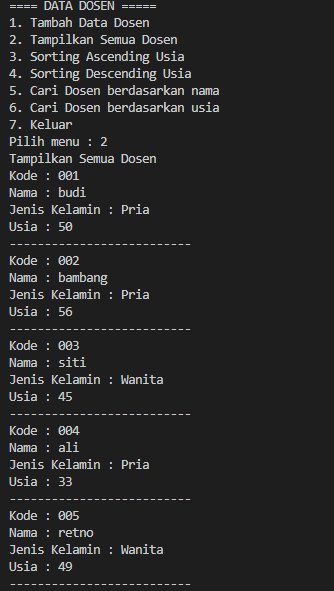 ==== DATA DOSEN =====
1. Tambah Data Dosen
2. Tampilkan Semua Dosen
3. Sorting Ascending Usia
4. Sorting Descending Usia
5. Cari Dosen berdasarkan nama
6. Cari Dosen berdasarkan usia
7. Keluar
Pilih menu : 2
Tampilkan Semua Dosen
Kode : 001
Nama : budi
Jenis Kelamin : Pria
Usia : 50
--------------------------
Kode : 002
Nama : bambang
Jenis Kelamin : Pria
Usia : 56
--------------------------
Kode : 003
Nama : siti
Jenis Kelamin : Wanita
Usia : 45
--------------------------
Kode : 004
Nama : ali
Jenis Kelamin : Pria
Usia : 33
--------------------------
Kode : 005
Nama : retno
Jenis Kelamin : Wanita
Usia : 49
--------------------------